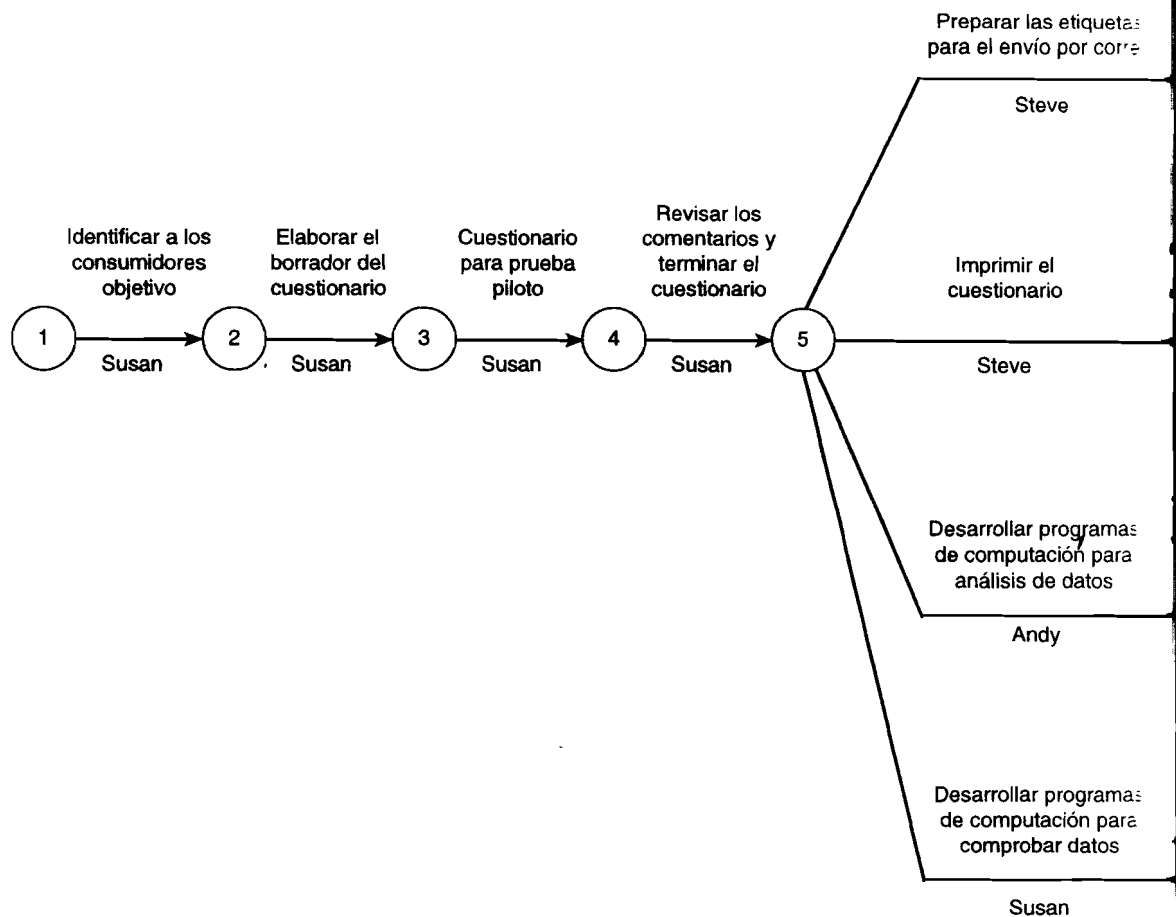 Preparar las etiquetas
para el envío por
Steve
Identificar a los
consumidores
objetivo
Elaborar el
borrador del
cuestionario
Cuestionario
para prueba
piloto
Revisar los
comentarios y
terminar el
cuestionario
Imprimir el
cuestionario
1
2
3
4
5
Susan
Susan
Susan
Susan
Steve
Desarrollar programas
de computación para
análisis de datos
Andy
Desarrollar programas
de computación para
comprobar datos
Susan